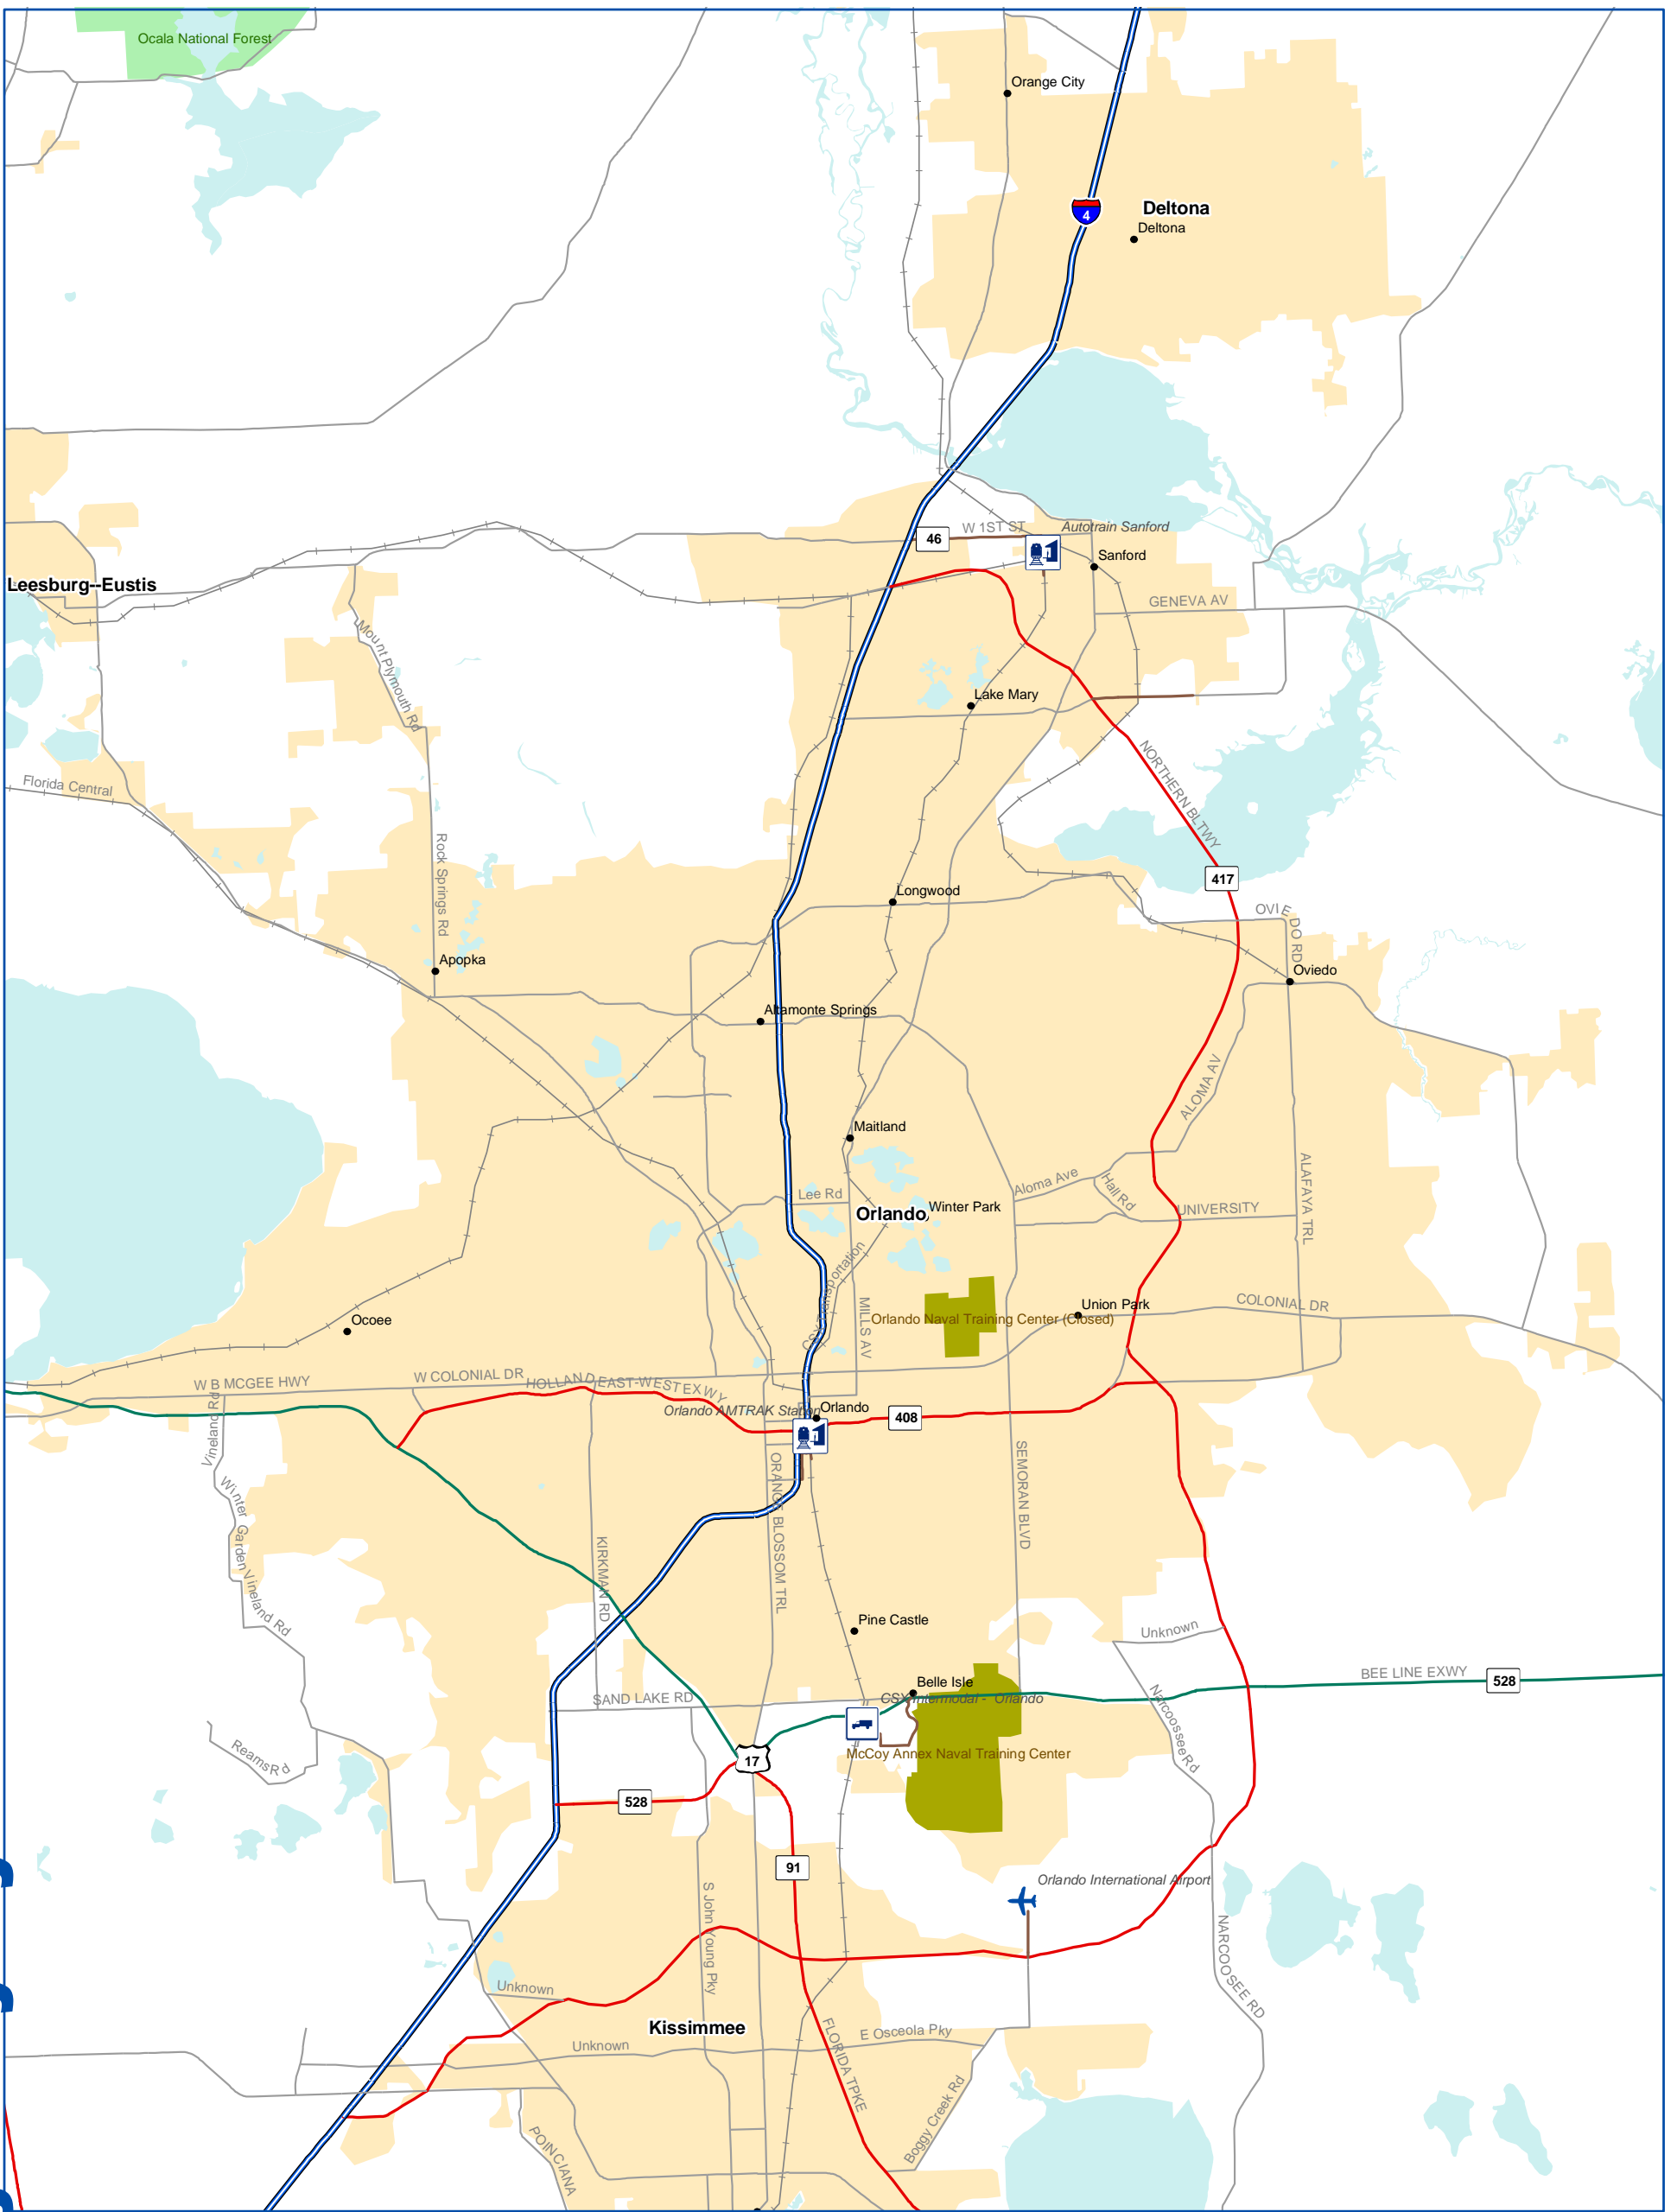 Ocala National Forest
Orange City
4
Deltona
Deltona
W 1ST ST
Autotrain Sanford
46
Sanford
Leesburg--Eustis
GENEVA AV
Mount Plymouth Rd
Lake Mary
NORTHERN BLTWY
Florida Central
Rock Springs Rd
417
Longwood
OVIEDO RD
Apopka
Oviedo
Altamonte Springs
ALOMA AV
Maitland
ALAFAYA TRL
Aloma Ave
Hall Rd
Lee Rd
Winter Park
Orlando
UNIVERSITY
CSX Transportation
MILLS AV
Union Park
COLONIAL DR
Orlando Naval Training Center (Closed)
Ocoee
W COLONIAL DR
W B MCGEE HWY
HOLLAND EAST-WEST EXWY
Vineland Rd
Orlando AMTRAK Station
Orlando
408
ORANGE BLOSSOM TRL
SEMORAN BLVD
Winter Garden Vineland Rd
KIRKMAN RD
Pine Castle
Unknown
BEE LINE EXWY
528
Belle Isle
SAND LAKE RD
CSX Intermodal - Orlando
Narcoossee Rd
Reams Rd
McCoy Annex Naval Training Center
17
528
91
Orlando International Airport
S John Young Pky
NARCOOSEE RD
Unknown
Kissimmee
FLORIDA TPKE
E Osceola Pky
Unknown
Boggy Creek Rd
POINCIANA